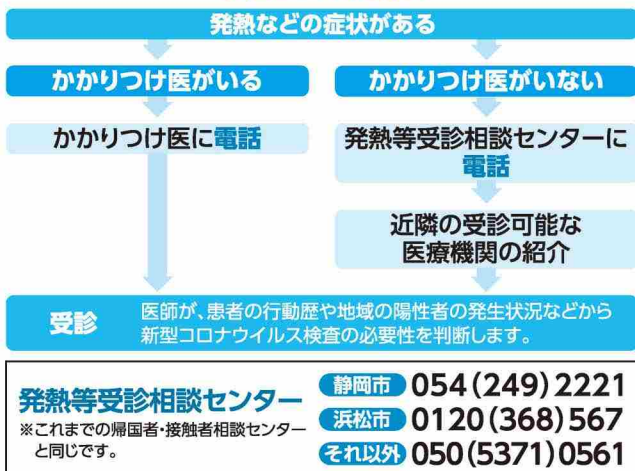 発熱などの症状がある
かかりつけ医がいる
かかりつけ医がいない
かかりつけ医に電話
発熱等受診相談センターに
電話
近隣の受診可能な
医療機関の紹介
受診
医師が、患者の行動歴や地域の陽性者の発生状況などから
新型コロナウイルス検査の必要性を判断します。
発熱等受診相談センター
※これまでの帰国者・接触者相談センター
と同じです。
静岡市 054(249)2221
浜松市 0120(368)567
それ以外 050(5371)0561